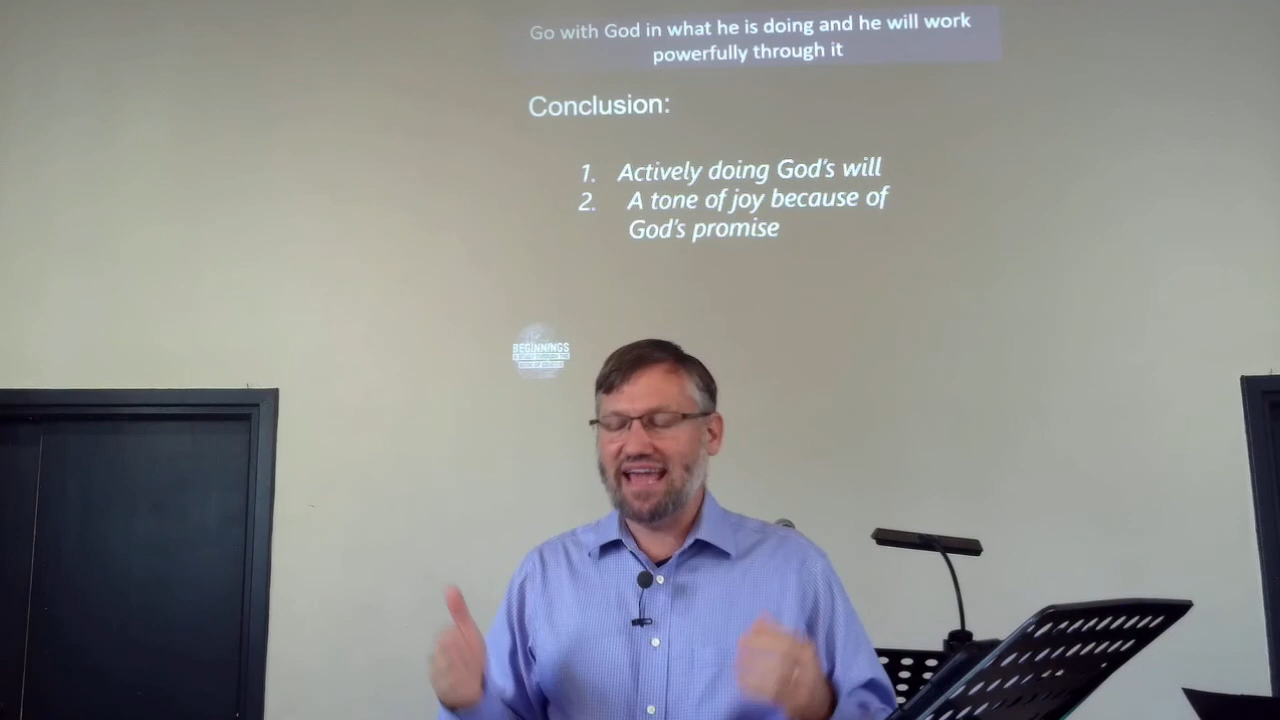 Go with God in what he is doing and he will work
powerfully through it
Conclusion:
1. Actively doing God's will
2. A tone of joy because of
God's promise
BEGINNINGS